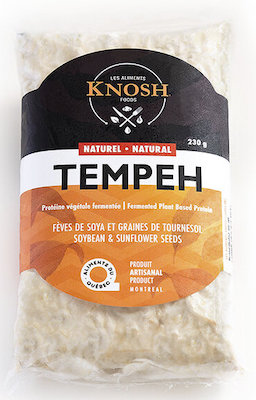 LES ALIMENTS
KNOSH
FOODS
NATUREL • NATURAL
230 g
TEMPEH
Protéine végétale fermentée | Fermented Plant Based Protein
FÈVES DE SOYA ET GRAINES DE TOURNESOL
SOYBEAN & SUNFLOWER SEEDS
ALIMENTS DU QUÉBEC
PRODUIT
ARTISANAL
PRODUCT
MONTREAL